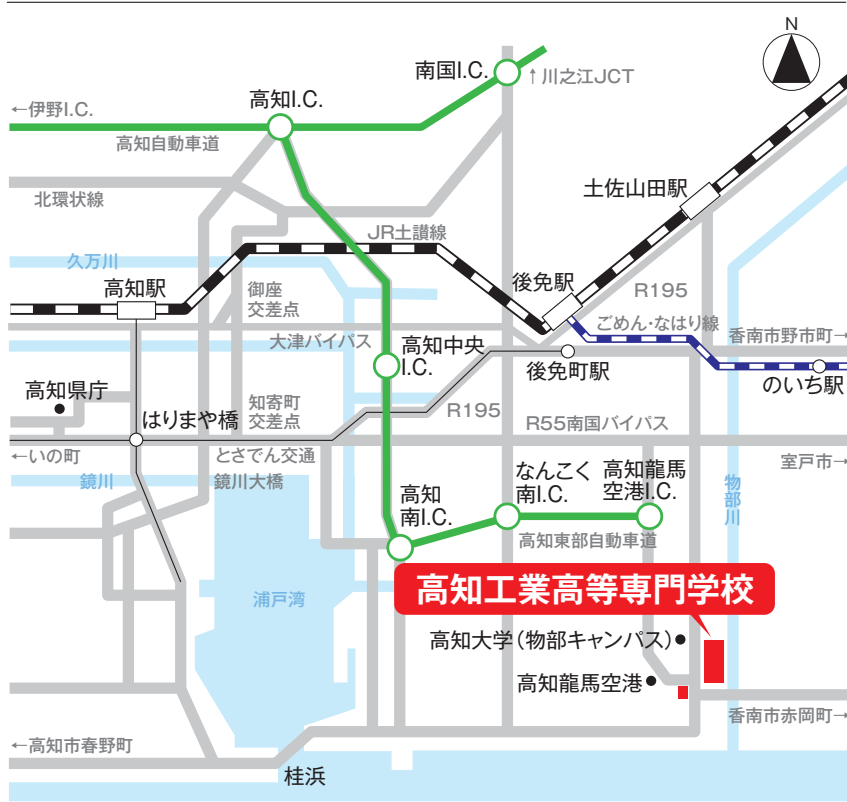 N
南国I.C.
↑川之江JCT
高知I.C.
←伊野I.C.
高知自動車道
土佐山田駅
北環状線
JR土讃線
久万川
高知駅
御座
交差点
後免駅
R195
ごめん・なはり線
大津バイパス
香南市野市町→
高知中央
I.C.
後免町駅
のいち駅
高知県庁
はりまや橋
知寄町
交差点
R195
R55南国バイパス
←いの町
とさでん交通
室戸市→
鏡川
鏡川大橋
高知
南I.C.
なんこく
南I.C.
高知龍馬
空港I.C.
物部川
高知東部自動車道
高知工業高等専門学校
浦戸湾
高知大学(物部キャンパス)
高知龍馬空港
香南市赤岡町→
←高知市春野町
桂浜